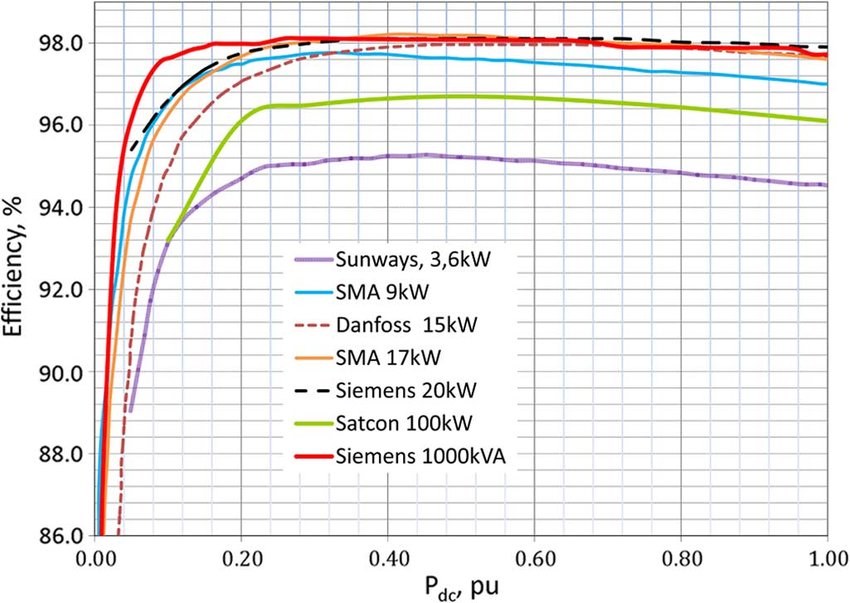 Efficiency, %
98.0
96.0
94.0
92.0
90.0
88.0
86.0
Sunways, 3,6kW
SMA 9kW
Danfoss 15kW
SMA 17kW
Siemens 20kW
Satcon 100kW
Siemens 1000kVA
0.00 0.20 0.40 0.60 0.80 1.00
Pdc, pu